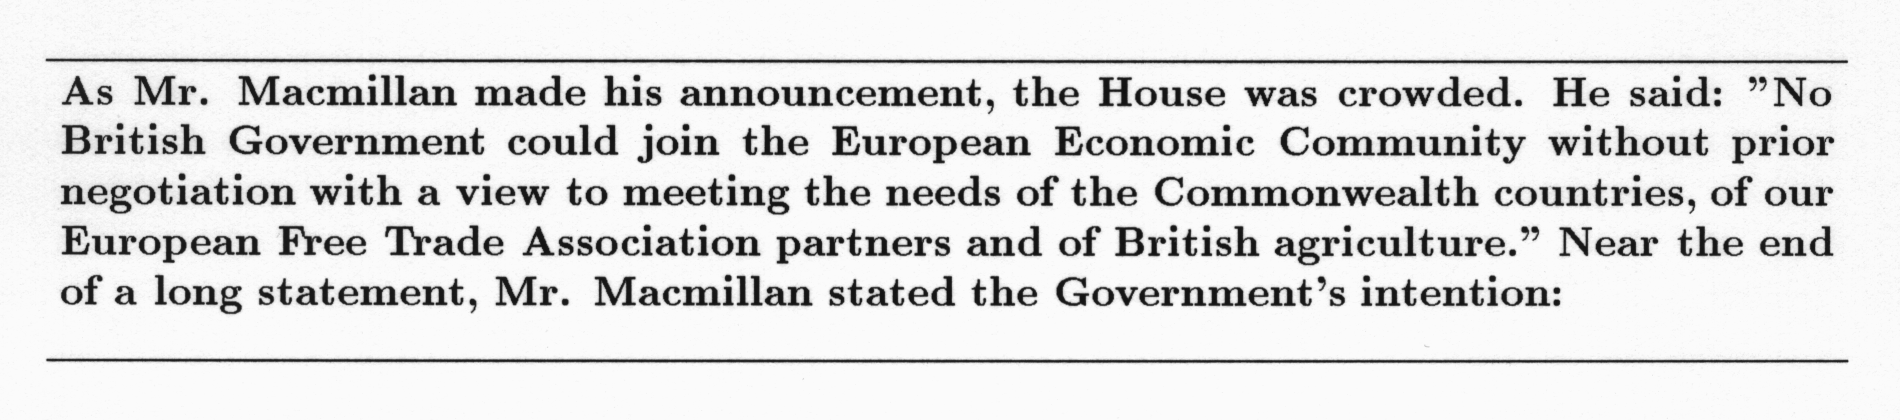 As Mr. Macmillan made his announcement, the House was crowded. He said: ”No
British Government could join the European Economic Community without prior
negotiation with a view to meeting the needs of the Commonwealth countries, of our
European Free Trade Association partners and of British agriculture.” Near the end
of a long statement, Mr. Macmillan stated the Government’s intention: